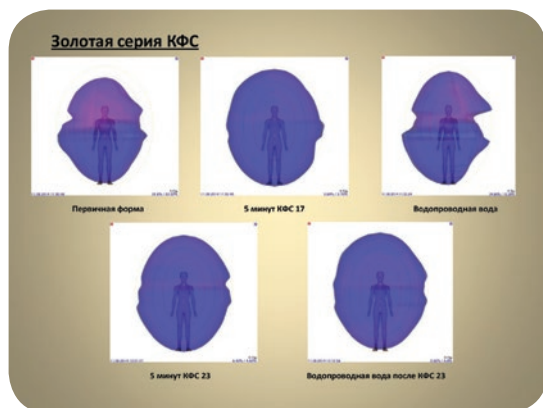 Золотая серия КФС
Первичная форма
5 минут КФС 17
Водопроводная вода
5 минут КФС 23
Водопроводная вода после КФС 23